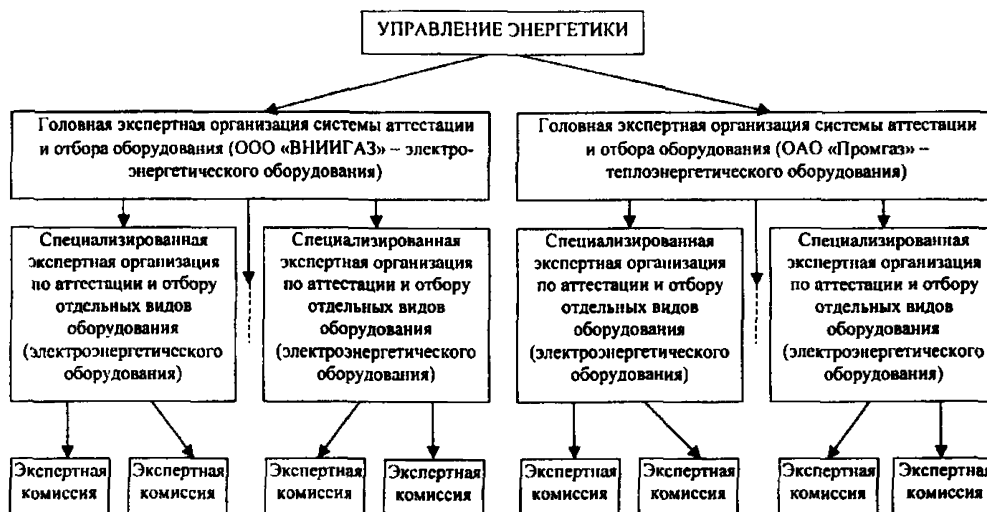 УПРАВЛЕНИЕ ЭНЕРГЕТИКИ
Головная экспертная организация системы аттестации
и отбора оборудования (ООО «ВНИИГАЗ» – электро-
энергетического оборудования)
Головная экспертная организация системы аттестации
и отбора оборудования (ОАО «Промгаз» –
теплоэнергетического оборудования)
Специализированная
экспертная организация
по аттестации и отбору
отдельных видов
оборудования
(электроэнергетического
оборудования)
Специализированная
экспертная организация
по аттестации и отбору
отдельных видов
оборудования
(электроэнергетического
оборудования)
Специализированная
экспертная организация
по аттестации и отбору
отдельных видов
оборудования
(электроэнергетического
оборудования)
Специализированная
экспертная организация
по аттестации и отбору
отдельных видов
оборудования
(электроэнергетического
оборудования)
Экспертная
комиссия
Экспертная
комиссия
Экспертная
комиссия
Экспертная
комиссия
Экспертная
комиссия
Экспертная
комиссия
Экспертная
комиссия
Экспертная
комиссия